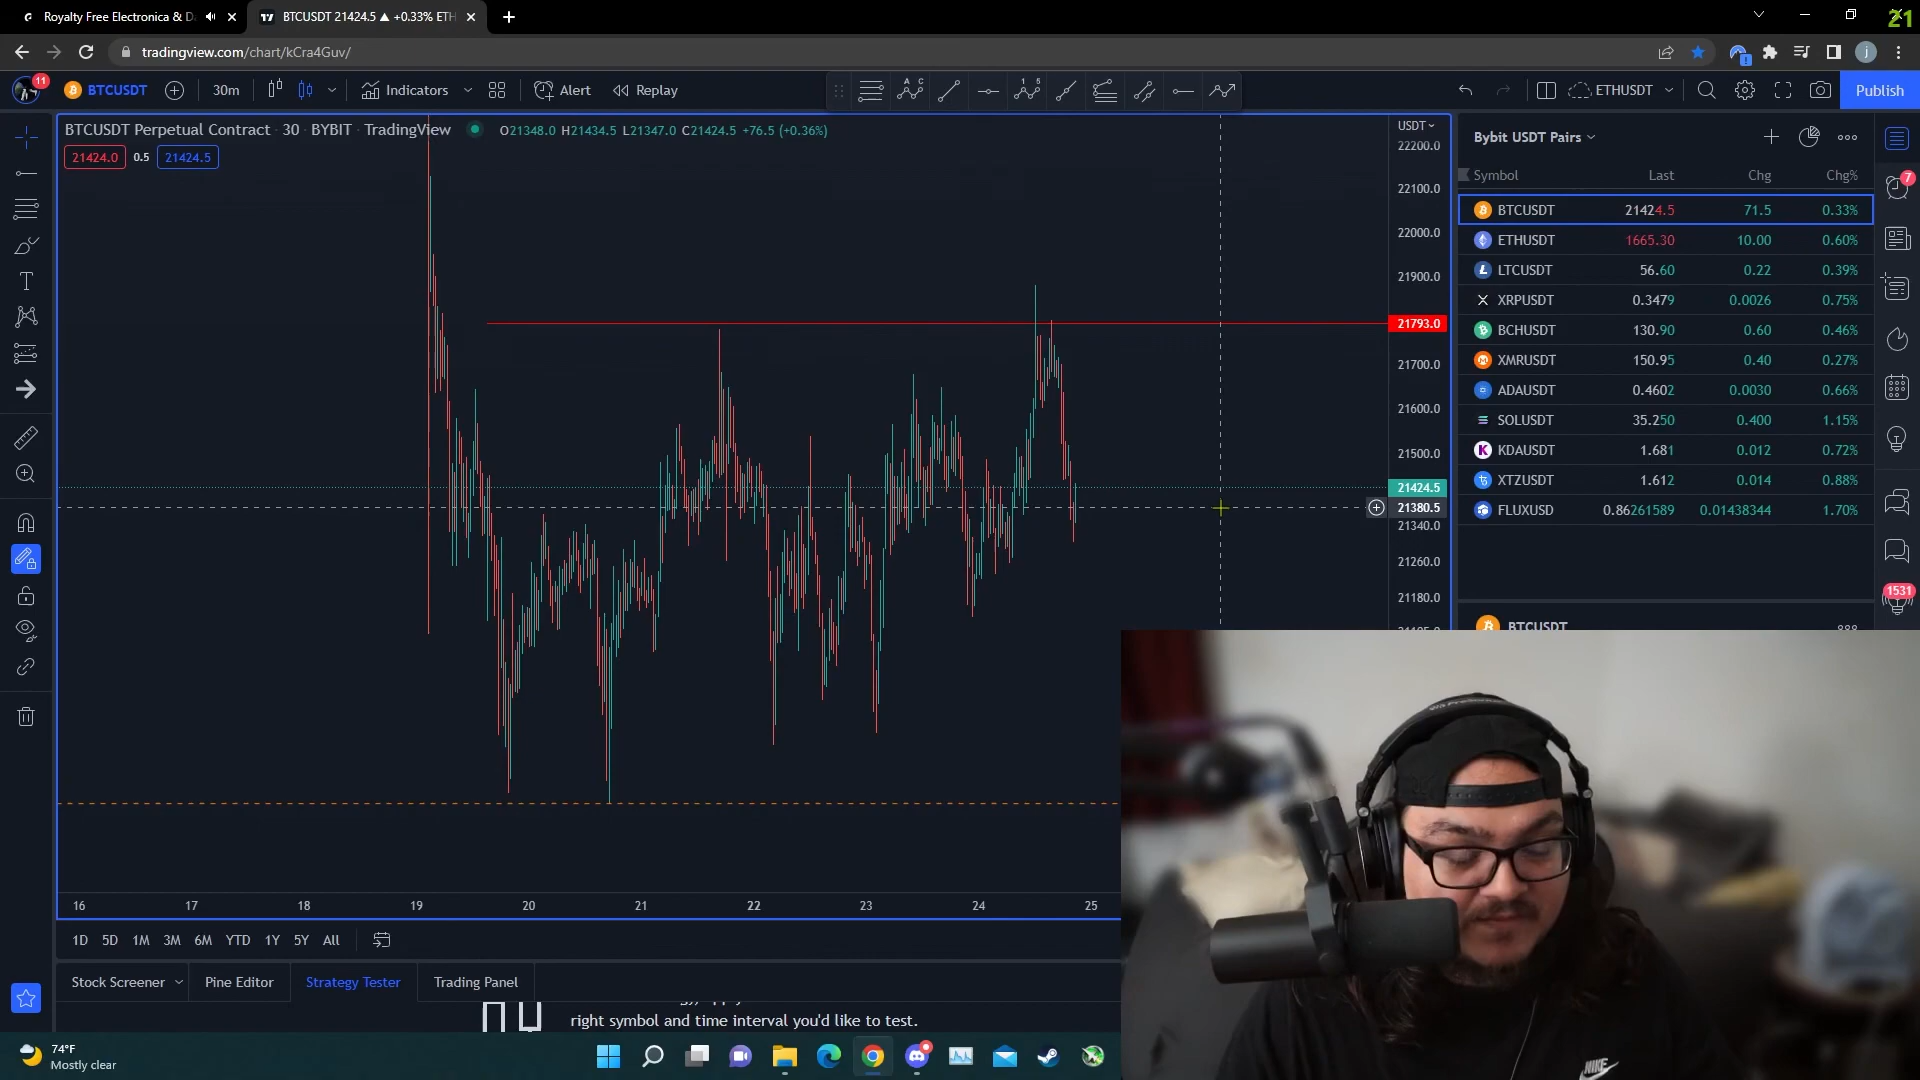 Royalty Free Electronica & D
BTCUSDT 21424.5 ▲ +0.33% ETH
21
tradingview.com/chart/kCra4Guv/
j
11
BTCUSDT
30m
Indicators
Alert
Replay
ETHUSDT
Publish
BTCUSDT Perpetual Contract · 30 · BYBIT · TradingView
O21348.0 H21434.5 L21347.0 C21424.5 +76.5 (+0.36%)
21424.0
0.5
21424.5
USDT
22200.0
22100.0
22000.0
21900.0
21793.0
21700.0
21600.0
21500.0
21424.5
21380.5
21340.0
21260.0
21180.0
Bybit USDT Pairs
Symbol Last Chg Chg%
BTCUSDT 21424.5 71.5 0.33%
ETHUSDT 1665.30 10.00 0.60%
LTCUSDT 56.60 0.22 0.39%
XRPUSDT 0.3479 0.0026 0.75%
BCHUSDT 130.90 0.60 0.46%
XMRUSDT 150.95 0.40 0.27%
ADAUSDT 0.4602 0.0030 0.66%
SOLUSDT 35.250 0.400 1.15%
KDAUSDT 1.681 0.012 0.72%
XTZUSDT 1.612 0.014 0.88%
FLUXUSD 0.86261589 0.01438344 1.70%
BTCUSDT
7
1531
16 17 18 19 20 21 22 23 24 25
1D 5D 1M 3M 6M YTD 1Y 5Y All
Stock Screener
Pine Editor
Strategy Tester
Trading Panel
right symbol and time interval you'd like to test.
74°F
Mostly clear
NIKE